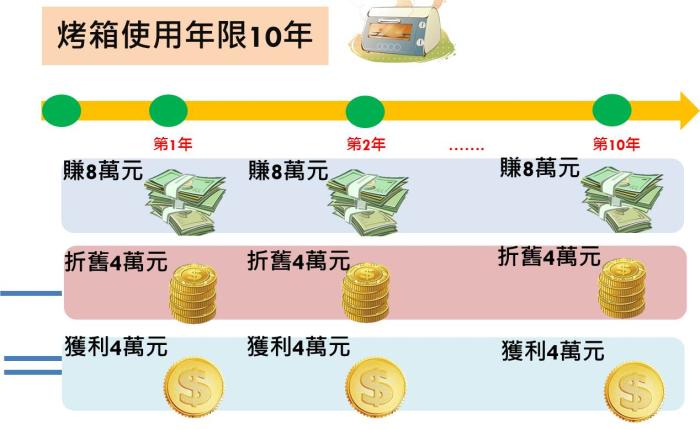 烤箱使用年限10年
第1年 第2年 ....... 第10年
賺8萬元 賺8萬元 賺8萬元
折舊4萬元 折舊4萬元 折舊4萬元
獲利4萬元 獲利4萬元 獲利4萬元